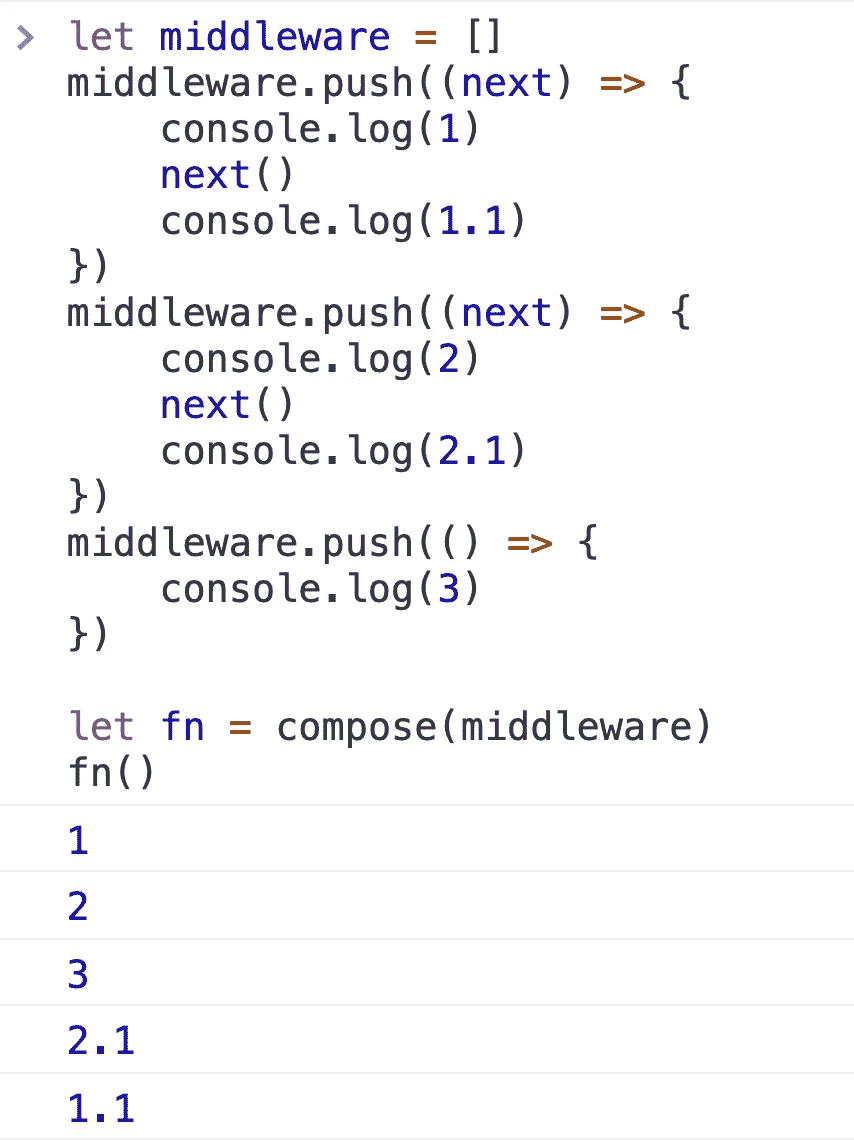 > let middleware = []
middleware.push((next) => {
    console.log(1)
    next()
    console.log(1.1)
})
middleware.push((next) => {
    console.log(2)
    next()
    console.log(2.1)
})
middleware.push(() => {
    console.log(3)
})

let fn = compose(middleware)
fn()
1
2
3
2.1
1.1